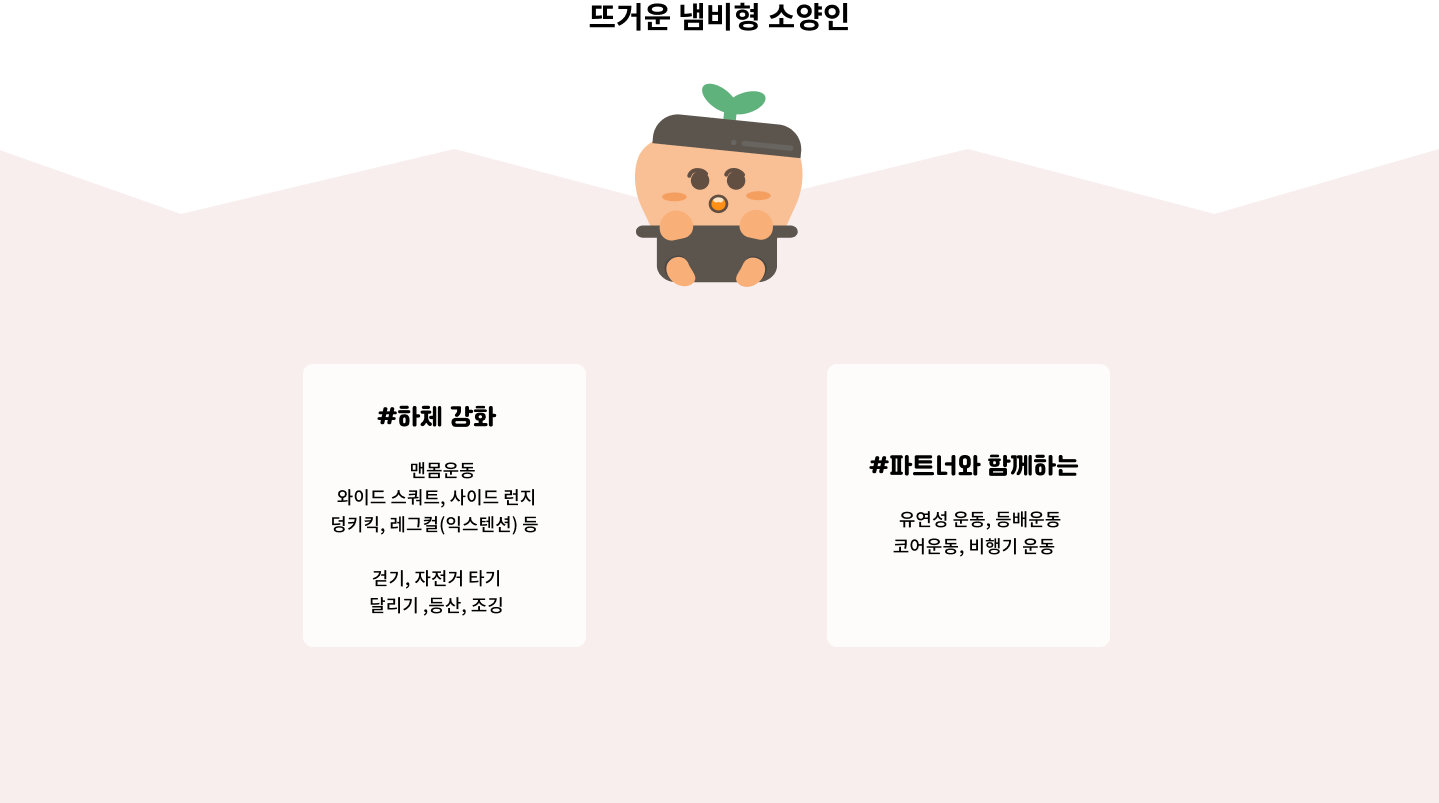 뜨거운 냄비형 소양인
#하체 강화
맨몸운동
와이드 스쿼트, 사이드 런지
덩키킥, 레그컬(익스텐션) 등
걷기, 자전거 타기
달리기 ,등산, 조깅
#파트너와 함께하는
유연성 운동, 등배운동
코어운동, 비행기 운동